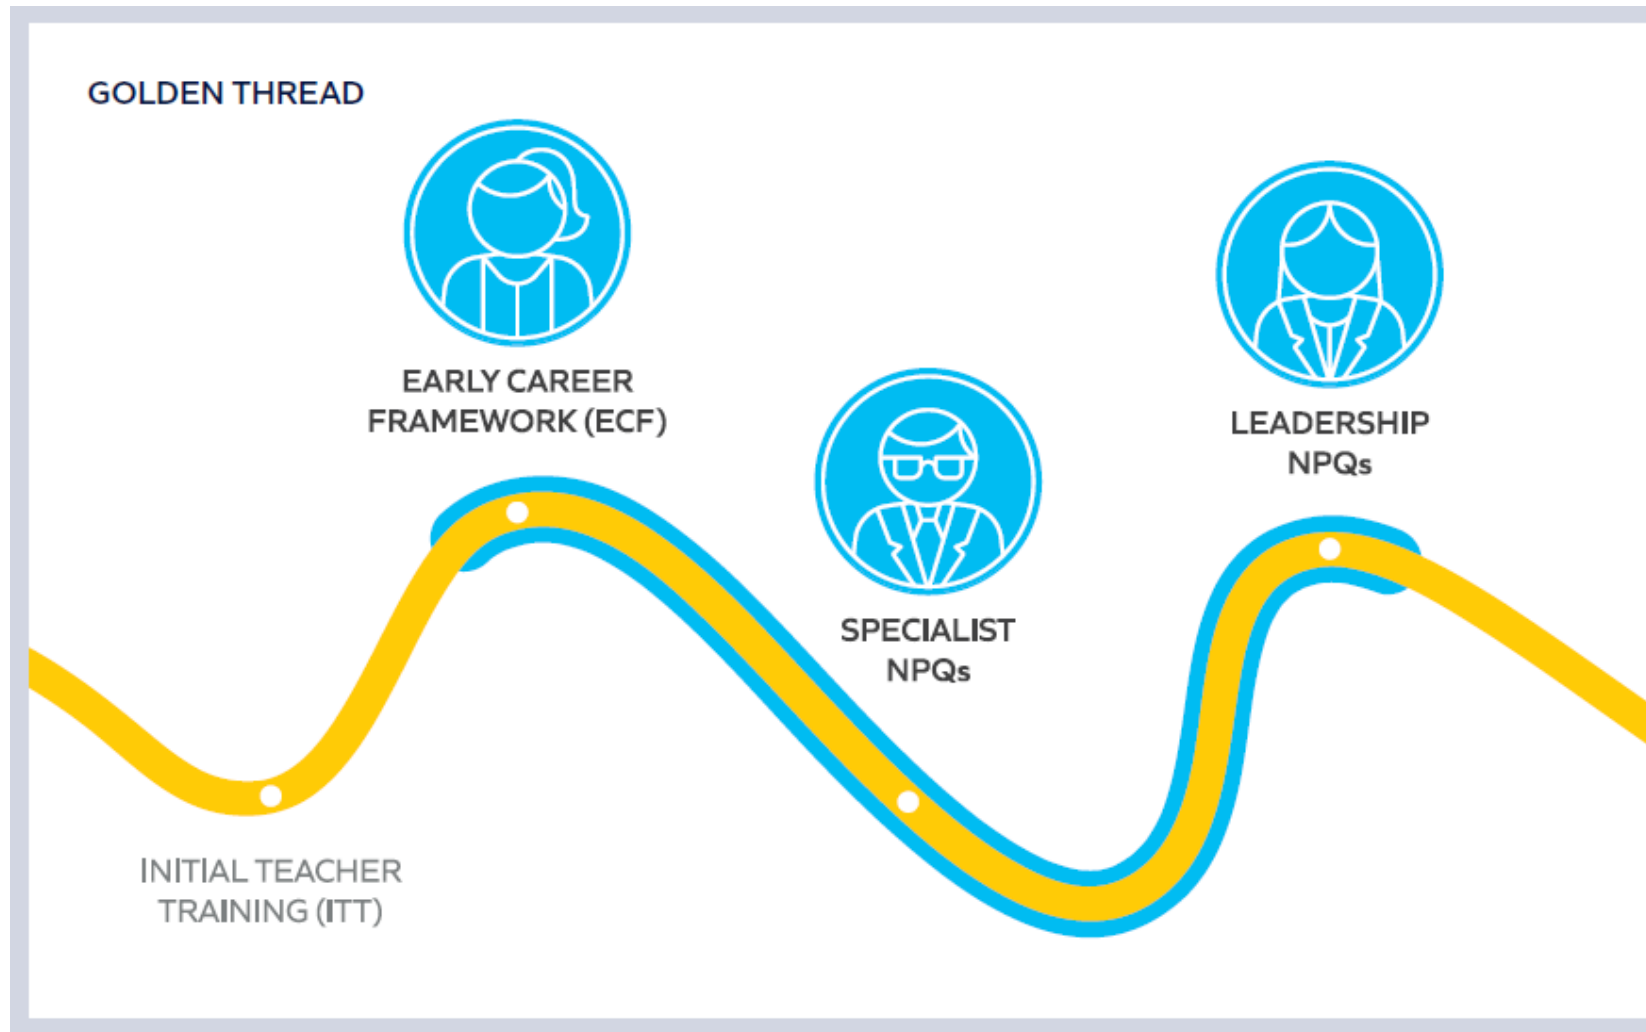 GOLDEN THREAD
EARLY CAREER
FRAMEWORK (ECF)
SPECIALIST
NPQs
LEADERSHIP
NPQs
INITIAL TEACHER
TRAINING (ITT)